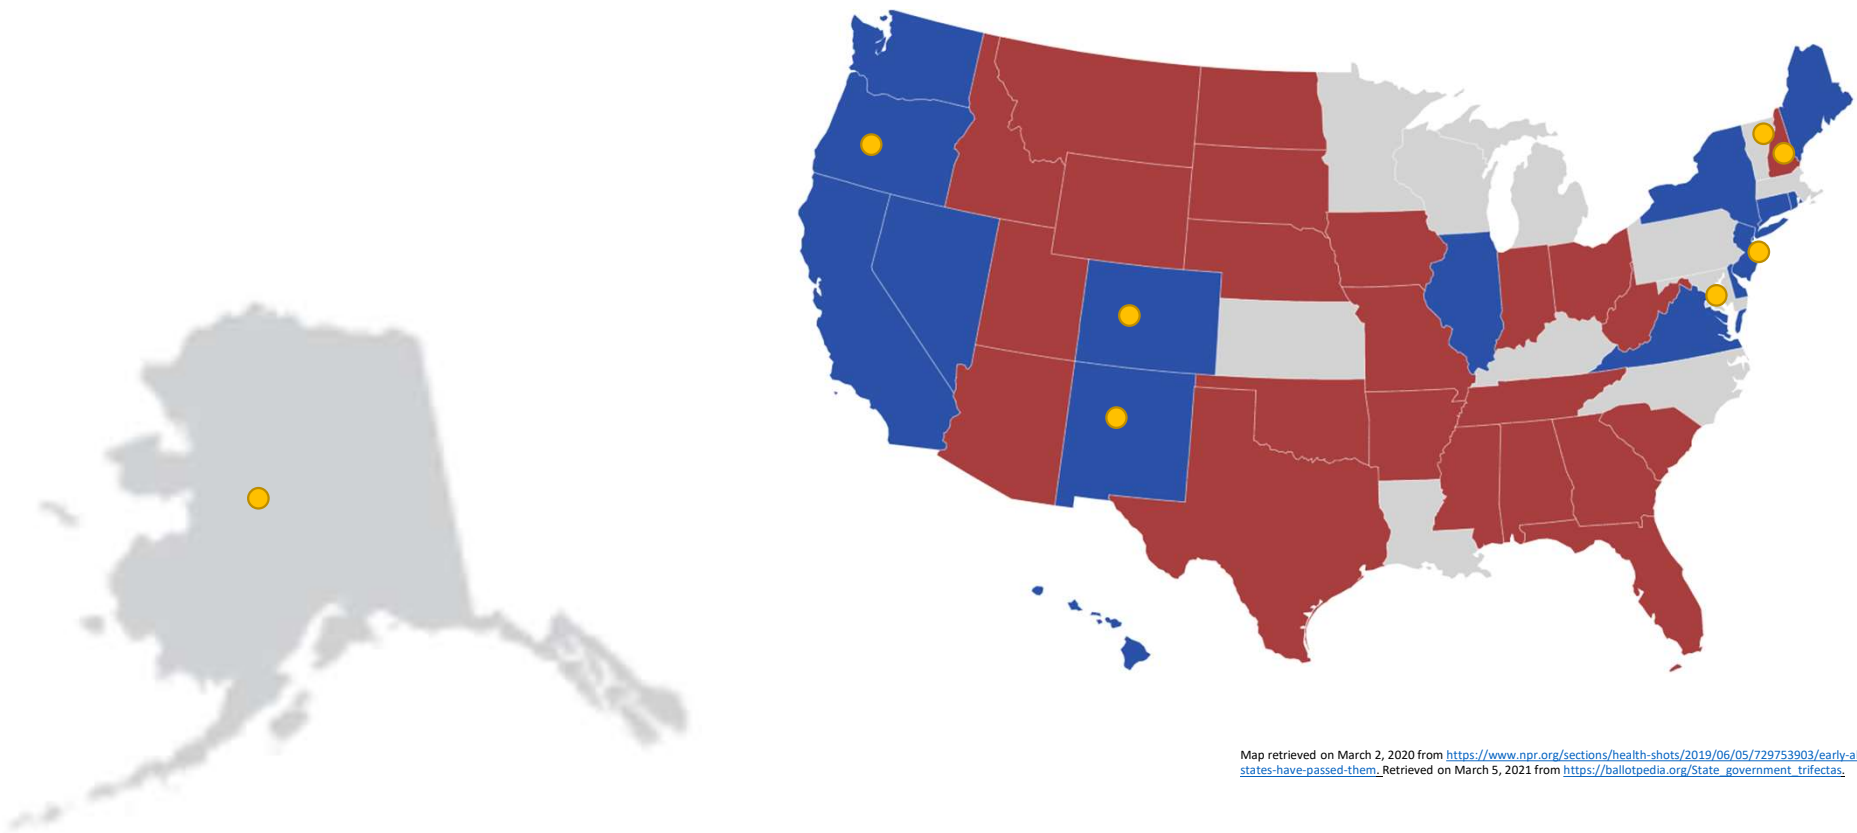 Map retrieved on March 2, 2020 from https://www.npr.org/sections/health-shots/2019/06/05/729753903/early-a
states-have-passed-them. Retrieved on March 5, 2021 from https://ballotpedia.org/State_government_trifectas.